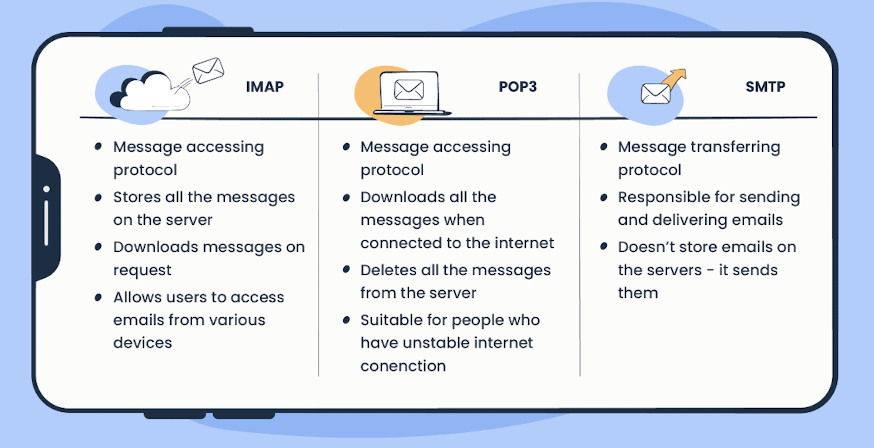 IMAP
Message accessing
protocol
Stores all the messages
on the server
Downloads messages on
request
Allows users to access
emails from various
devices
POP3
Message accessing
protocol
Downloads all the
messages when
connected to the internet
Deletes all the messages
from the server
Suitable for people who
have unstable internet
conenction
SMTP
Message transferring
protocol
Responsible for sending
and delivering emails
Doesn't store emails on
the servers - it sends
them